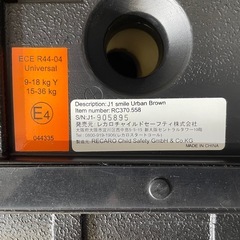 ECE R44-04
Universal
9-18 kg Y
15-36 kg
E4
044335
Description: J1 smile Urban Brown
Item number: RC370.558
S/N:J1-905895
発売元:レカロチャイルドセーフティ株式会社
Manufacturer: RECARO Child Safety GmbH & Co.KG
MADE IN CHINA